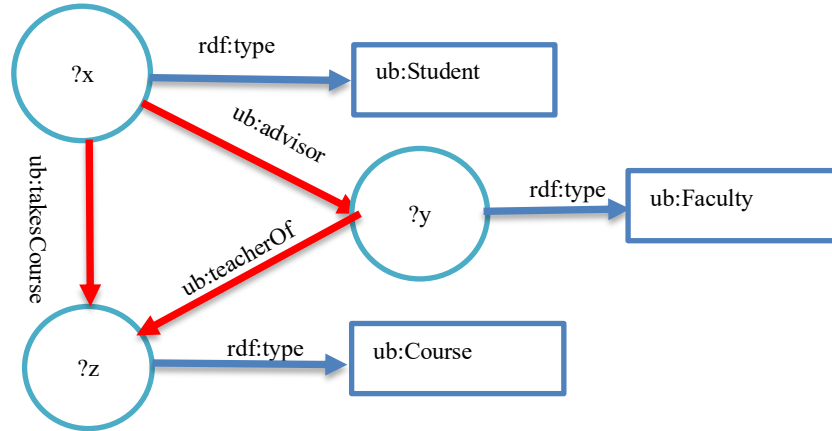 ?x
rdf:type
ub:Student
ub:advisor
ub:takesCourse
?y
rdf:type
ub:Faculty
ub:teacherOf
?z
rdf:type
ub:Course